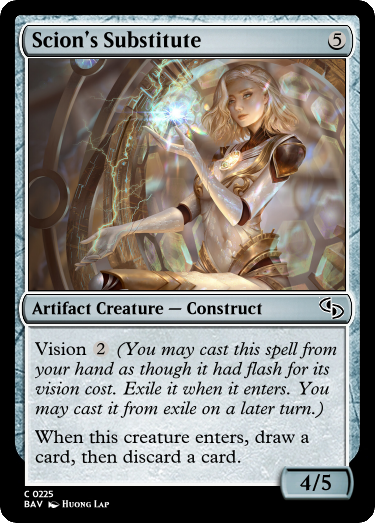 Scion's Substitute 5
Artifact Creature — Construct
Vision 2 (You may cast this spell from
your hand as though it had flash for its
vision cost. Exile it when it enters. You
may cast it from exile on a later turn.)
When this creature enters, draw a
card, then discard a card.
4/5
C 0225
BAV Huong Lap